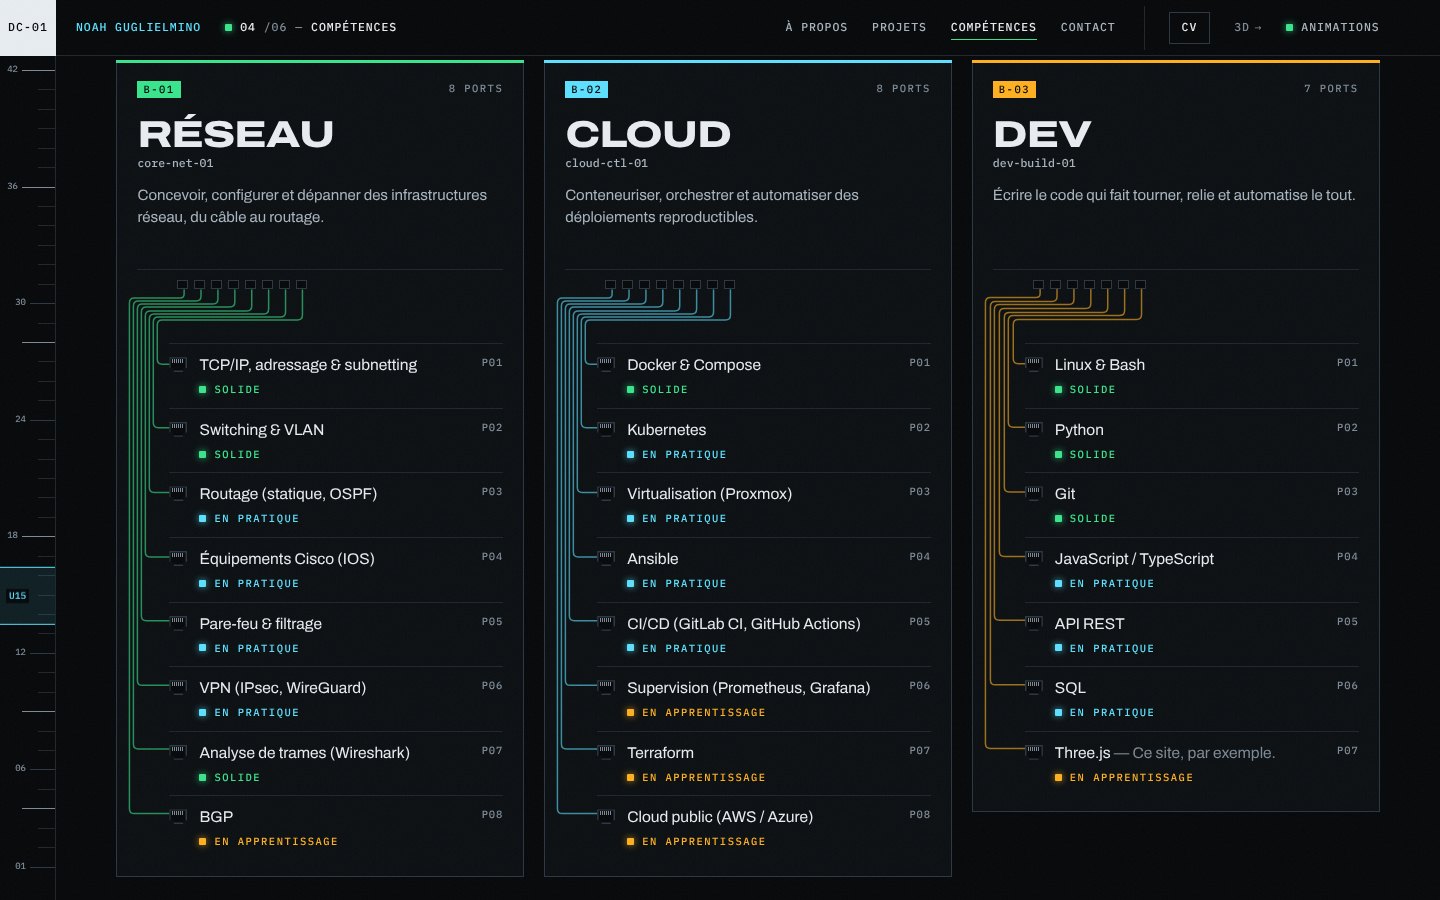 DC-01
NOAH GUGLIELMINO
04 /06 — COMPÉTENCES
À PROPOS
PROJETS
COMPÉTENCES
CONTACT
CV
3D →
ANIMATIONS
42
36
30
24
18
U15
12
06
01
B-01
8 PORTS
RÉSEAU
core-net-01
Concevoir, configurer et dépanner des infrastructures
réseau, du câble au routage.
TCP/IP, adressage & subnetting
P01
SOLIDE
Switching & VLAN
P02
SOLIDE
Routage (statique, OSPF)
P03
EN PRATIQUE
Équipements Cisco (IOS)
P04
EN PRATIQUE
Pare-feu & filtrage
P05
EN PRATIQUE
VPN (IPsec, WireGuard)
P06
EN PRATIQUE
Analyse de trames (Wireshark)
P07
SOLIDE
BGP
P08
EN APPRENTISSAGE
B-02
8 PORTS
CLOUD
cloud-ctl-01
Conteneuriser, orchestrer et automatiser des
déploiements reproductibles.
Docker & Compose
P01
SOLIDE
Kubernetes
P02
EN PRATIQUE
Virtualisation (Proxmox)
P03
EN PRATIQUE
Ansible
P04
EN PRATIQUE
CI/CD (GitLab CI, GitHub Actions)
P05
EN PRATIQUE
Supervision (Prometheus, Grafana)
P06
EN APPRENTISSAGE
Terraform
P07
EN APPRENTISSAGE
Cloud public (AWS / Azure)
P08
EN APPRENTISSAGE
B-03
7 PORTS
DEV
dev-build-01
Écrire le code qui fait tourner, relie et automatise le tout.
Linux & Bash
P01
SOLIDE
Python
P02
SOLIDE
Git
P03
SOLIDE
JavaScript / TypeScript
P04
EN PRATIQUE
API REST
P05
EN PRATIQUE
SQL
P06
EN PRATIQUE
Three.js — Ce site, par exemple.
P07
EN APPRENTISSAGE